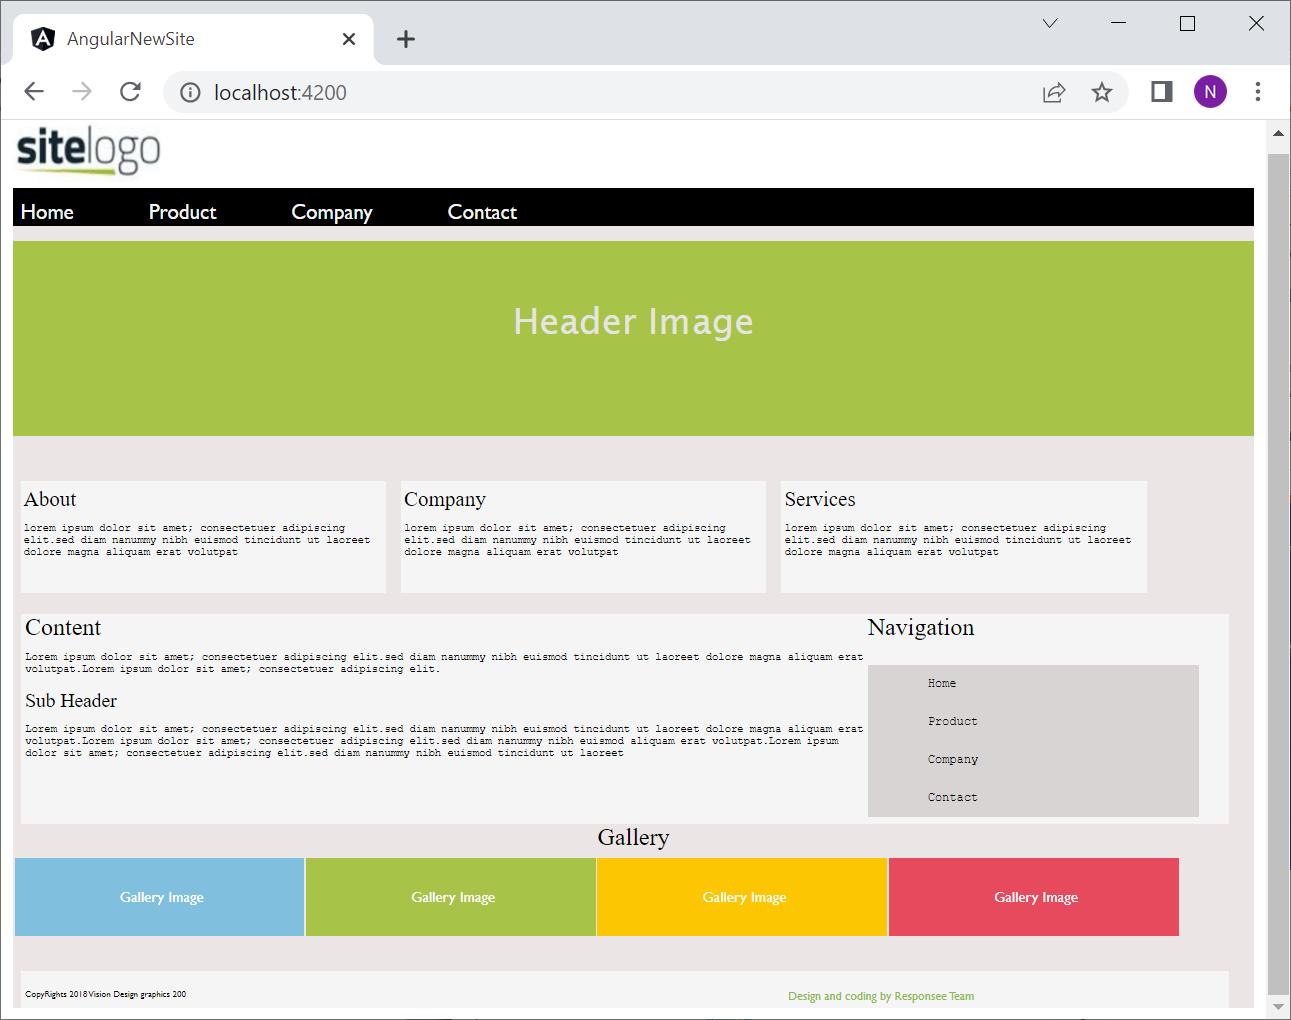 AngularNewSite
localhost:4200
N
sitelogo
Home Product Company Contact
Header Image
About
lorem ipsum dolor sit amet; consectetuer adipiscing
elit.sed diam nanummy nibh euismod tincidunt ut laoreet
dolore magna aliquam erat volutpat
Company
lorem ipsum dolor sit amet; consectetuer adipiscing
elit.sed diam nanummy nibh euismod tincidunt ut laoreet
dolore magna aliquam erat volutpat
Services
lorem ipsum dolor sit amet; consectetuer adipiscing
elit.sed diam nanummy nibh euismod tincidunt ut laoreet
dolore magna aliquam erat volutpat
Content
Lorem ipsum dolor sit amet; consectetuer adipiscing elit.sed diam nanummy nibh euismod tincidunt ut laoreet dolore magna aliquam erat
volutpat.Lorem ipsum dolor sit amet; consectetuer adipiscing elit.
Sub Header
Lorem ipsum dolor sit amet; consectetuer adipiscing elit.sed diam nanummy nibh euismod tincidunt ut laoreet dolore magna aliquam erat
volutpat.Lorem ipsum dolor sit amet; consectetuer adipiscing elit.sed diam nanummy nibh euismod aliquam erat volutpat.Lorem ipsum
dolor sit amet; consectetuer adipiscing elit.sed diam nanummy nibh euismod tincidunt ut laoreet
Navigation
Home
Product
Company
Contact
Gallery
Gallery Image Gallery Image Gallery Image Gallery Image
CopyRights 2018 Vision Design graphics 200
Design and coding by Responsee Team